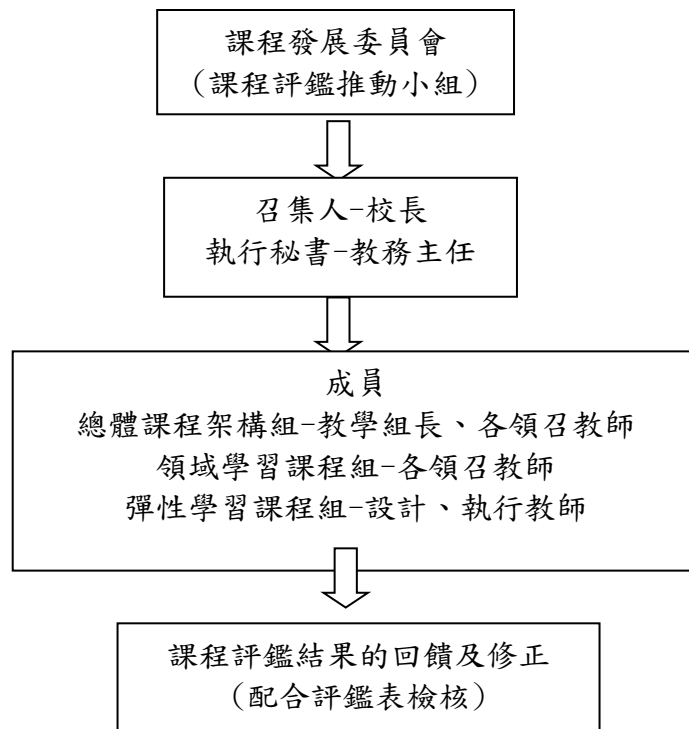 課程發展委員會
（課程評鑑推動小組）
召集人-校長
執行秘書-教務主任
成員
總體課程架構組-教學組長、各領召教師
領域學習課程組-各領召教師
彈性學習課程組-設計、執行教師
課程評鑑結果的回饋及修正
（配合評鑑表檢核）